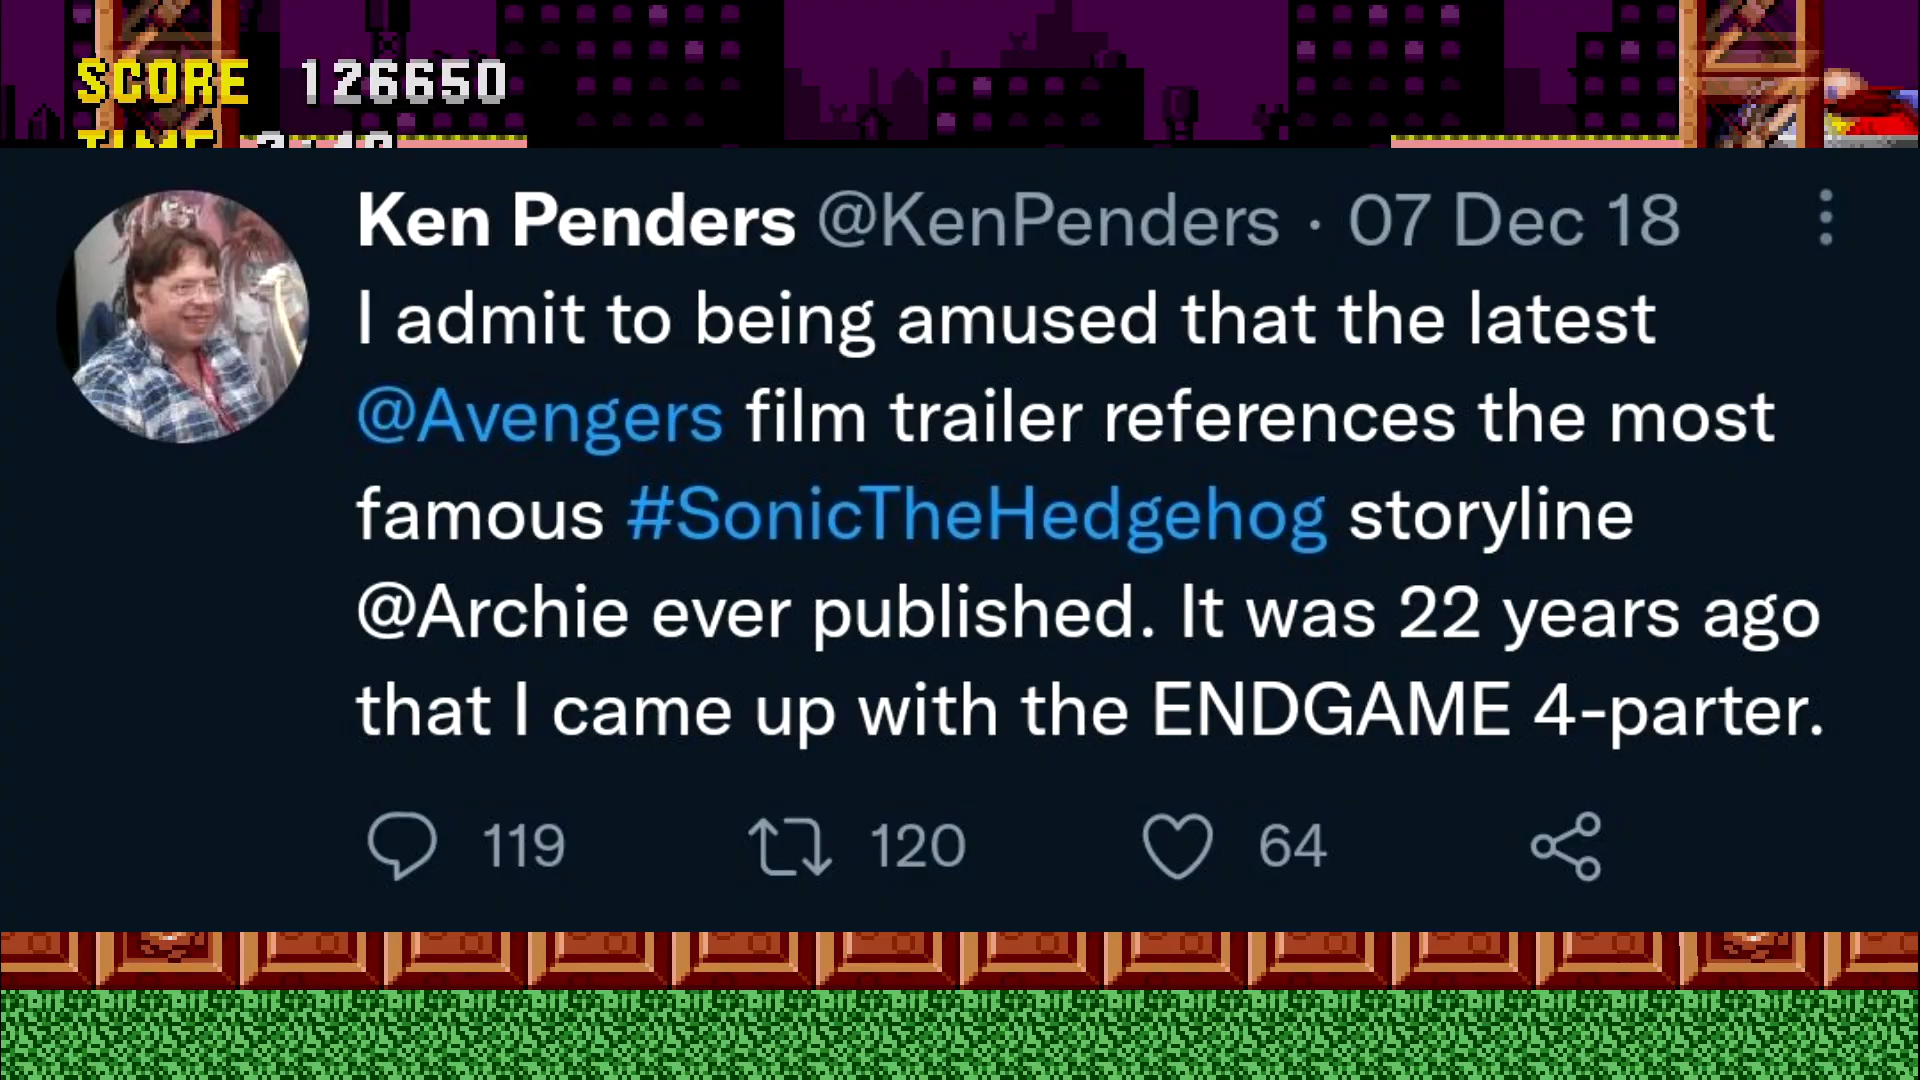 SCORE 126650
TIME
Ken Penders @KenPenders · 07 Dec 18
I admit to being amused that the latest
@Avengers film trailer references the most
famous #SonicTheHedgehog storyline
@Archie ever published. It was 22 years ago
that I came up with the ENDGAME 4-parter.
119 120 64